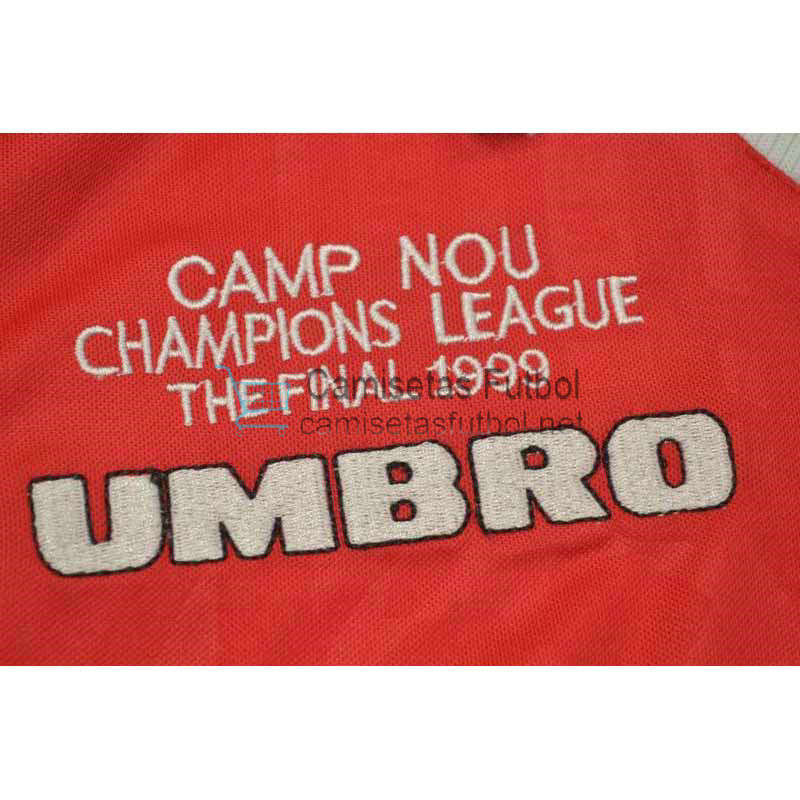 CAMP NOU
CHAMPIONS LEAGUE
THE FINAL 1999
Camisetas Futbol
camisetasfutbol.net
UMBRO